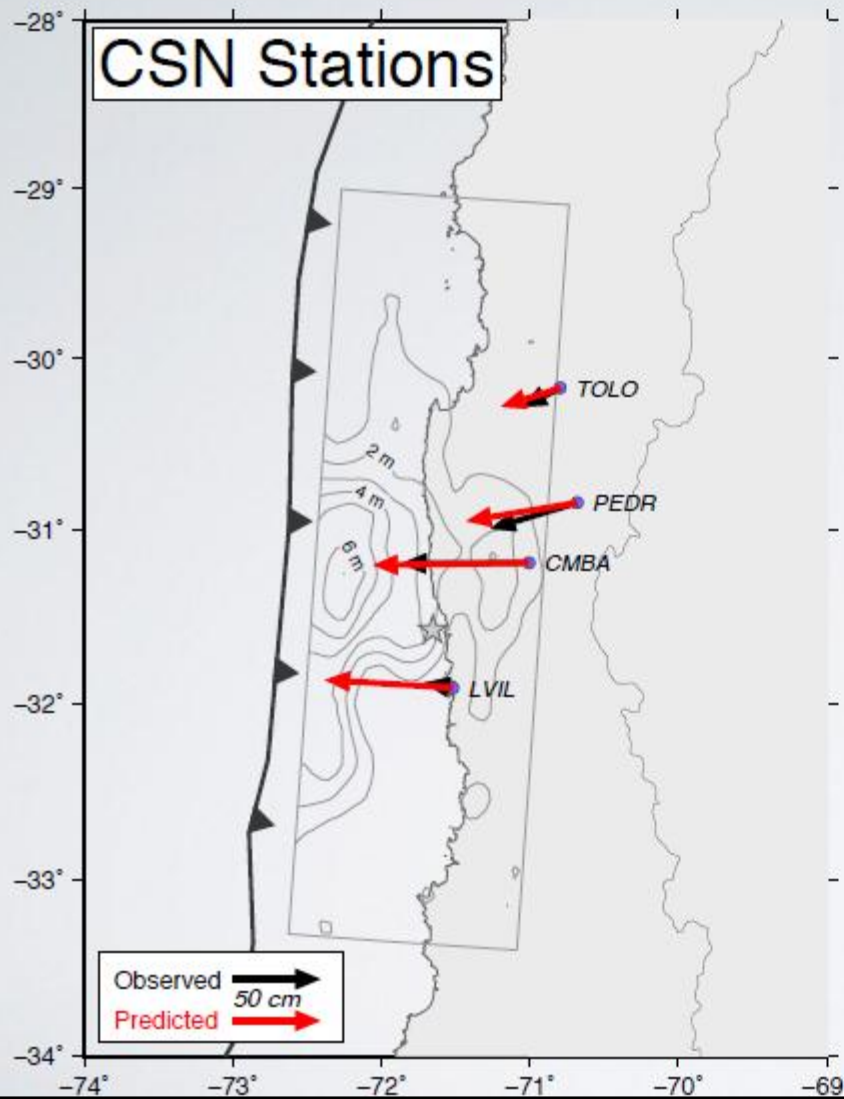 CSN Stations
−28°
−29°
−30°
−31°
−32°
−33°
−34°
TOLO
PEDR
CMBA
LVIL
2 m
4 m
6 m
Observed
50 cm
Predicted
−74°
−73°
−72°
−71°
−70°
−69